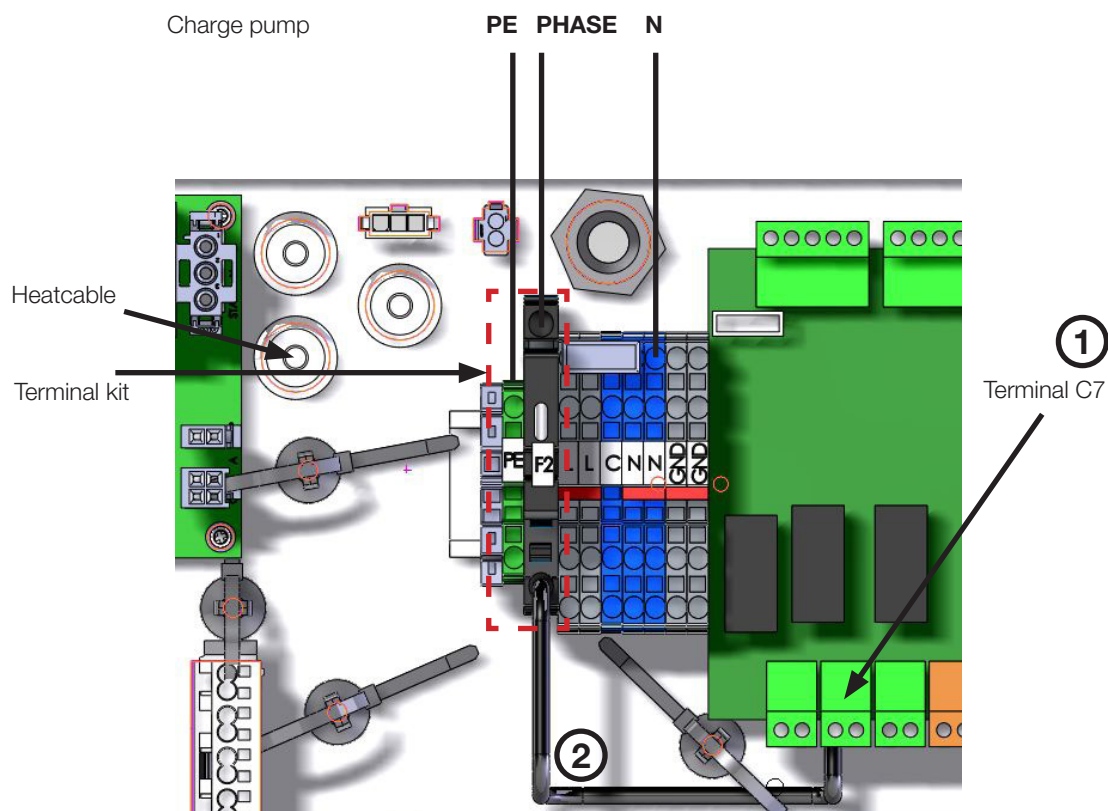 Charge pump PE PHASE N
Heatcable
1
Terminal kit
Terminal C7
PE F2 L L C N N GND GND
A
2